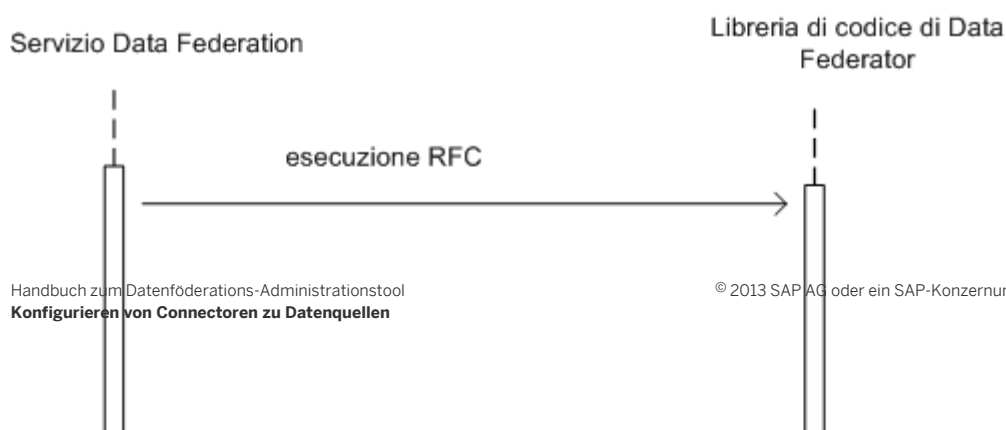 Servizio Data Federation
Libreria di codice di Data
Federator
esecuzione RFC
Handbuch zum Datenföderations-Administrationstool
Konfigurieren von Connectoren zu Datenquellen
© 2013 SAP AG oder ein SAP-Konzernun